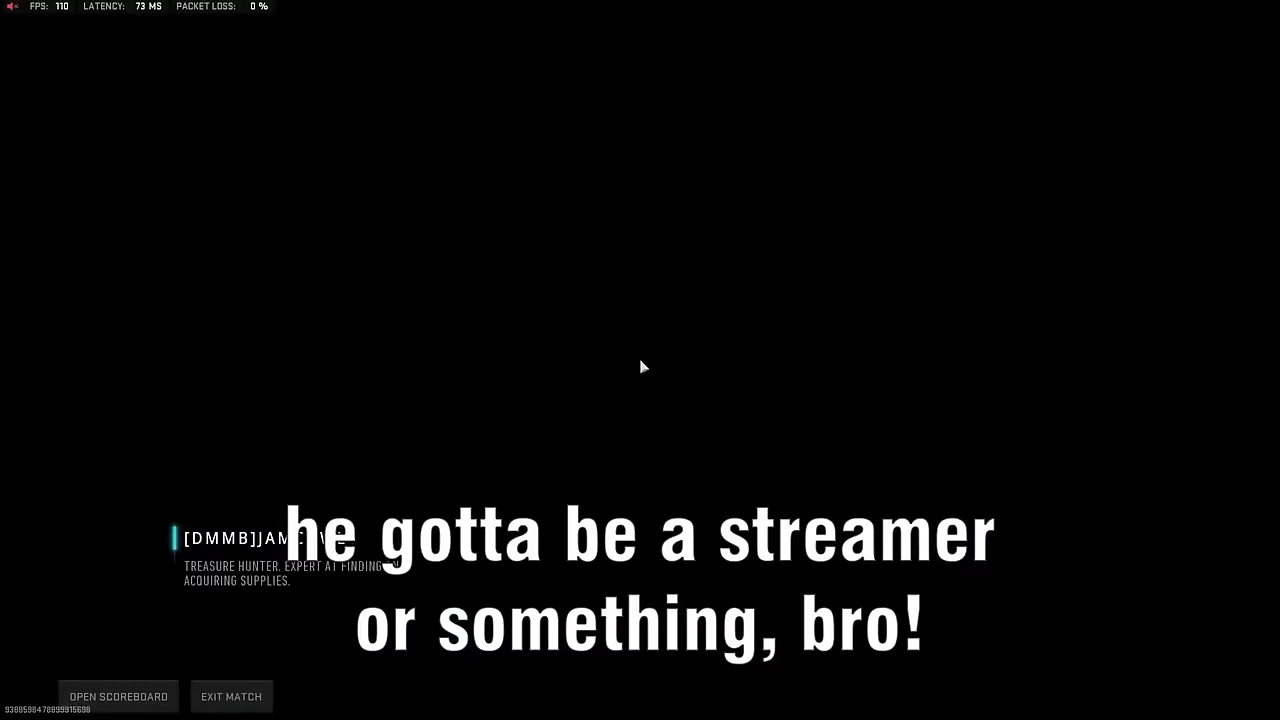 FPS: 110 LATENCY: 73 MS PACKET LOSS: 0 %
he gotta be a streamer
or something, bro!
TREASURE HUNTER. EXPERT AT FINDING
ACQUIRING SUPPLIES.
OPEN SCOREBOARD EXIT MATCH